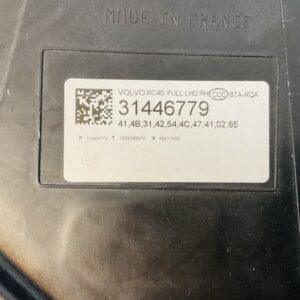 MADE IN FRANCE
VOLVO XC40 FULL LHD RH CCC BTA-RQA
31446779
41,4B,31,42,54,4C,47,41,02,65
P 31446779 T V